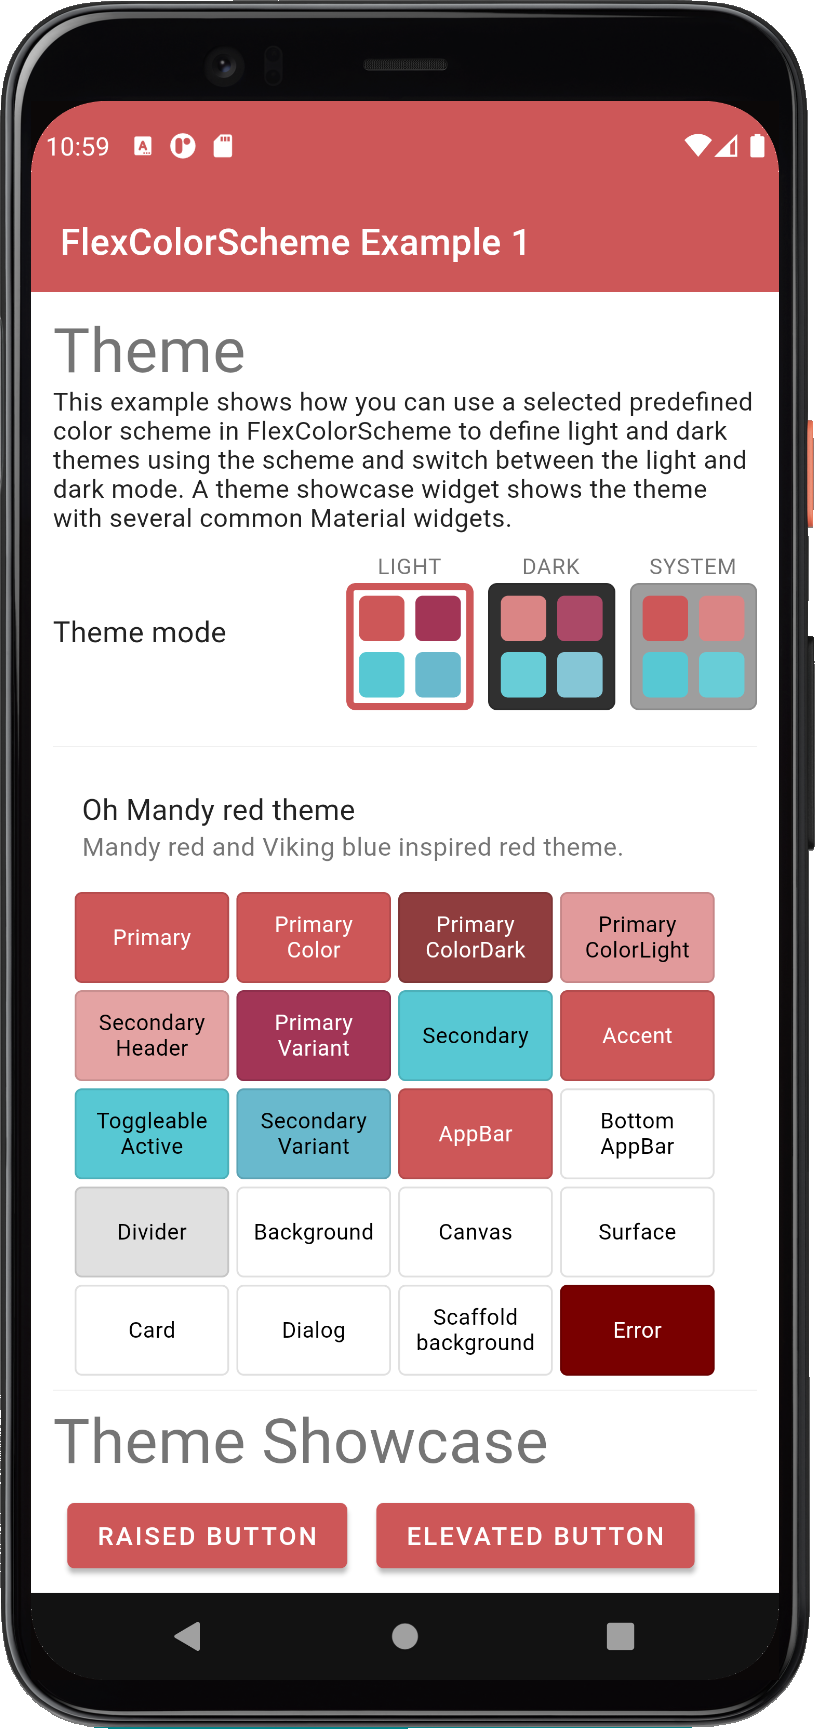 10:59
A
FlexColorScheme Example 1
Theme
This example shows how you can use a selected predefined
color scheme in FlexColorScheme to define light and dark
themes using the scheme and switch between the light and
dark mode. A theme showcase widget shows the theme
with several common Material widgets.
LIGHT DARK SYSTEM
Theme mode
Oh Mandy red theme
Mandy red and Viking blue inspired red theme.
Primary
Primary
Color
Primary
ColorDark
Primary
ColorLight
Secondary
Header
Primary
Variant
Secondary
Accent
Toggleable
Active
Secondary
Variant
AppBar
Bottom
AppBar
Divider
Background
Canvas
Surface
Card
Dialog
Scaffold
background
Error
Theme Showcase
RAISED BUTTON
ELEVATED BUTTON